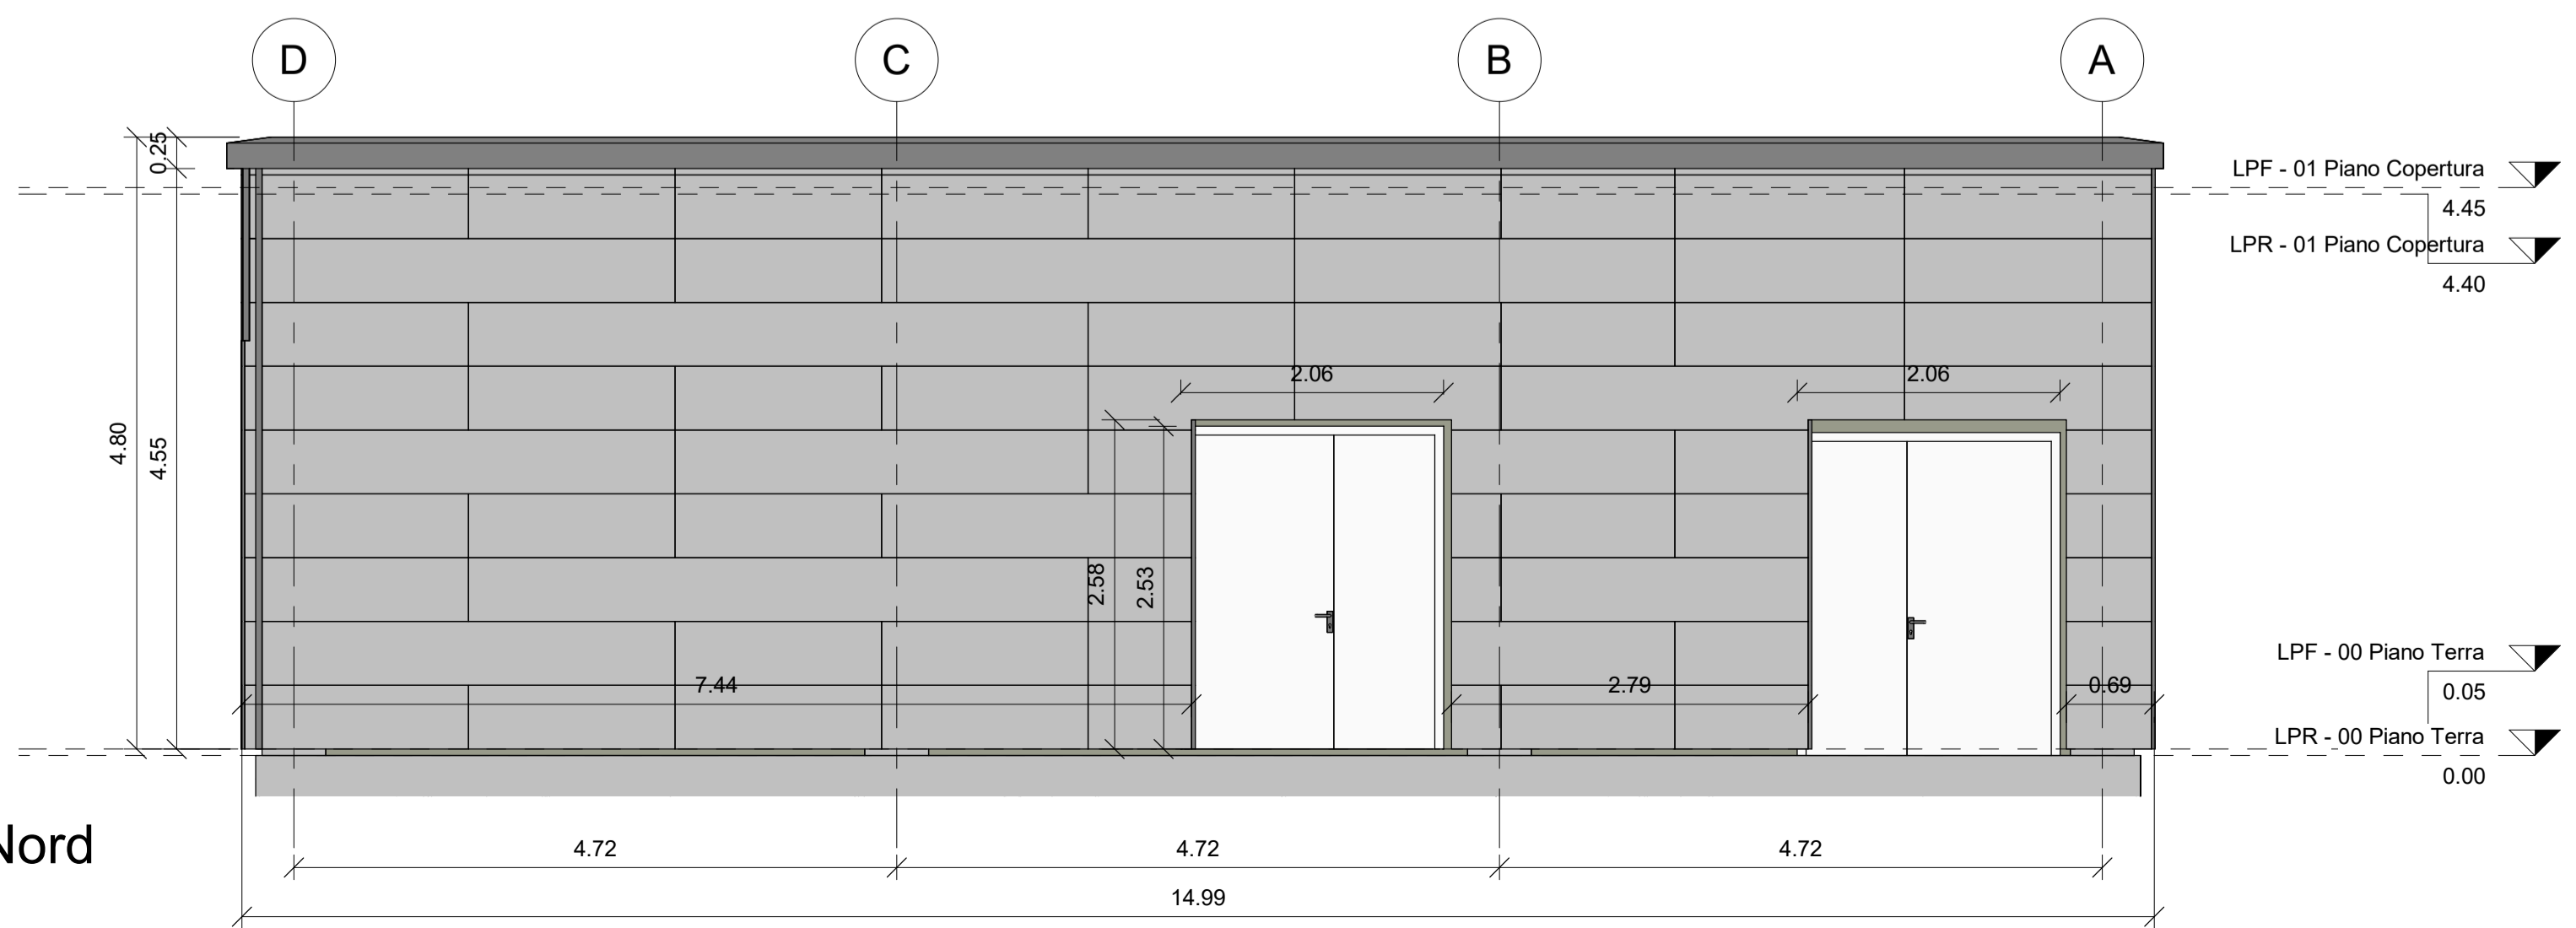 D
C
B
A
0.25
4.80
4.55
LPF - 01 Piano Copertura
4.45
LPR - 01 Piano Copertura
4.40
2.06
2.06
2.58
2.53
7.44
2.79
0.69
LPF - 00 Piano Terra
0.05
LPR - 00 Piano Terra
0.00
Nord
4.72
4.72
4.72
14.99